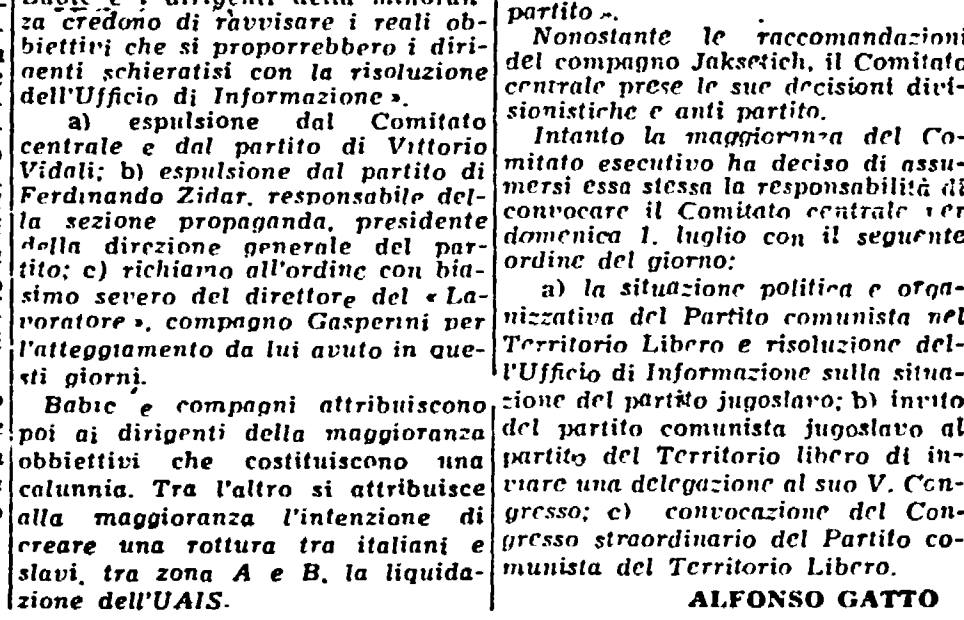 Babic e i dirigenti della minoran-
za credono di ravvisare i reali ob-
biettivi che si proporrebbero i diri-
genti schieratisi con la risoluzione
dell'Ufficio di Informazione ».
a) espulsione dal Comitato
centrale e dal partito di Vittorio
Vidali; b) espulsione dal partito di
Ferdinando Zidar, responsabile del-
la sezione propaganda, presidente
della direzione generale del par-
tito; c) richiamo all'ordine con bia-
simo severo del direttore del « La-
voratore », compagno Gasperini per
l'atteggiamento da lui avuto in que-
sti giorni.
Babic e compagni attribuiscono
poi ai dirigenti della maggioranza
obbiettivi che costituiscono una
calunnia. Tra l'altro si attribuisce
alla maggioranza l'intenzione di
creare una rottura tra italiani e
slavi, tra zona A e B, la liquida-
zione dell'UAIS.
partito ».
Nonostante le raccomandazioni
del compagno Jaksetich, il Comitato
centrale prese le sue decisioni divi-
sionistiche e anti partito.
Intanto la maggioranza del Co-
mitato esecutivo ha deciso di assu-
mersi essa stessa la responsabilità di
convocare il Comitato centrale per
domenica 1. luglio con il seguente
ordine del giorno:
a) la situazione politica e orga-
nizzativa del Partito comunista nel
Territorio Libero e risoluzione del-
l'Ufficio di Informazione sulla situa-
zione del partito jugoslavo; b) invito
del partito comunista jugoslavo al
partito del Territorio libero di in-
viare una delegazione al suo V. Con-
gresso; c) convocazione del Con-
gresso straordinario del Partito co-
munista del Territorio Libero.
ALFONSO GATTO